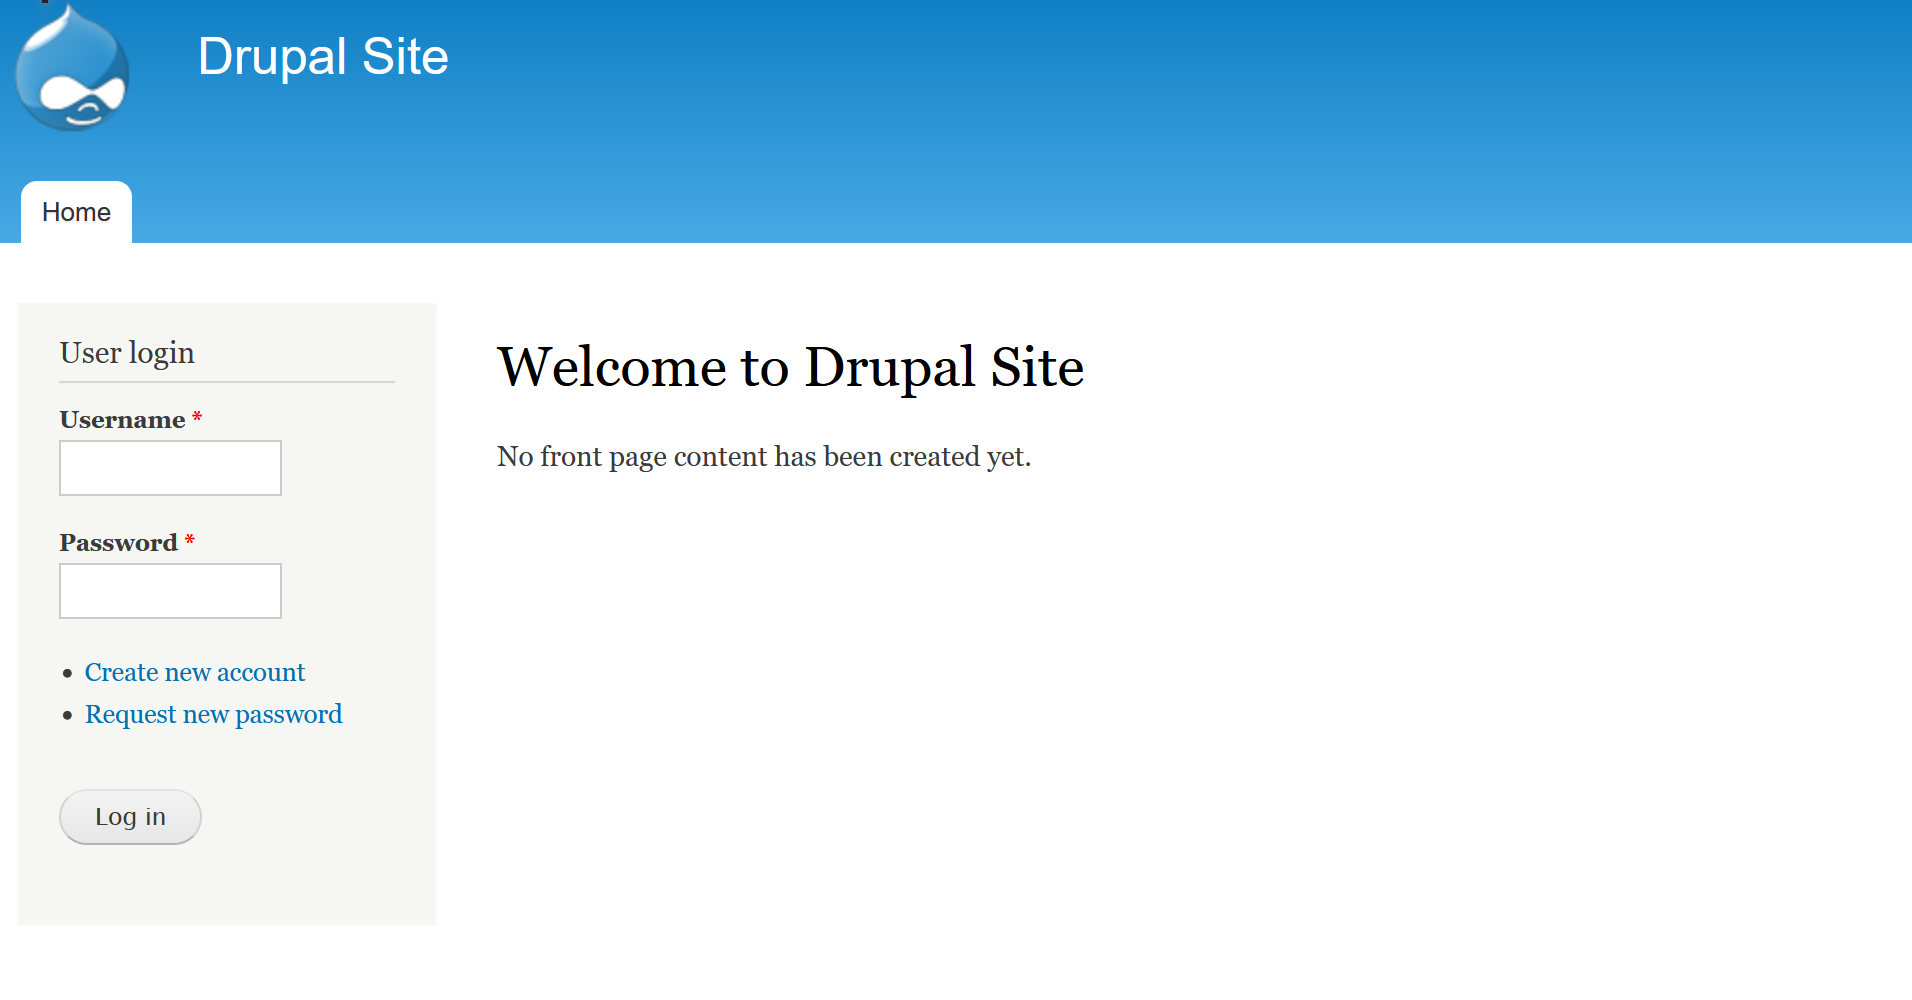 Drupal Site
Home
User login
Username *
Password *
Create new account
Request new password
Log in
Welcome to Drupal Site
No front page content has been created yet.